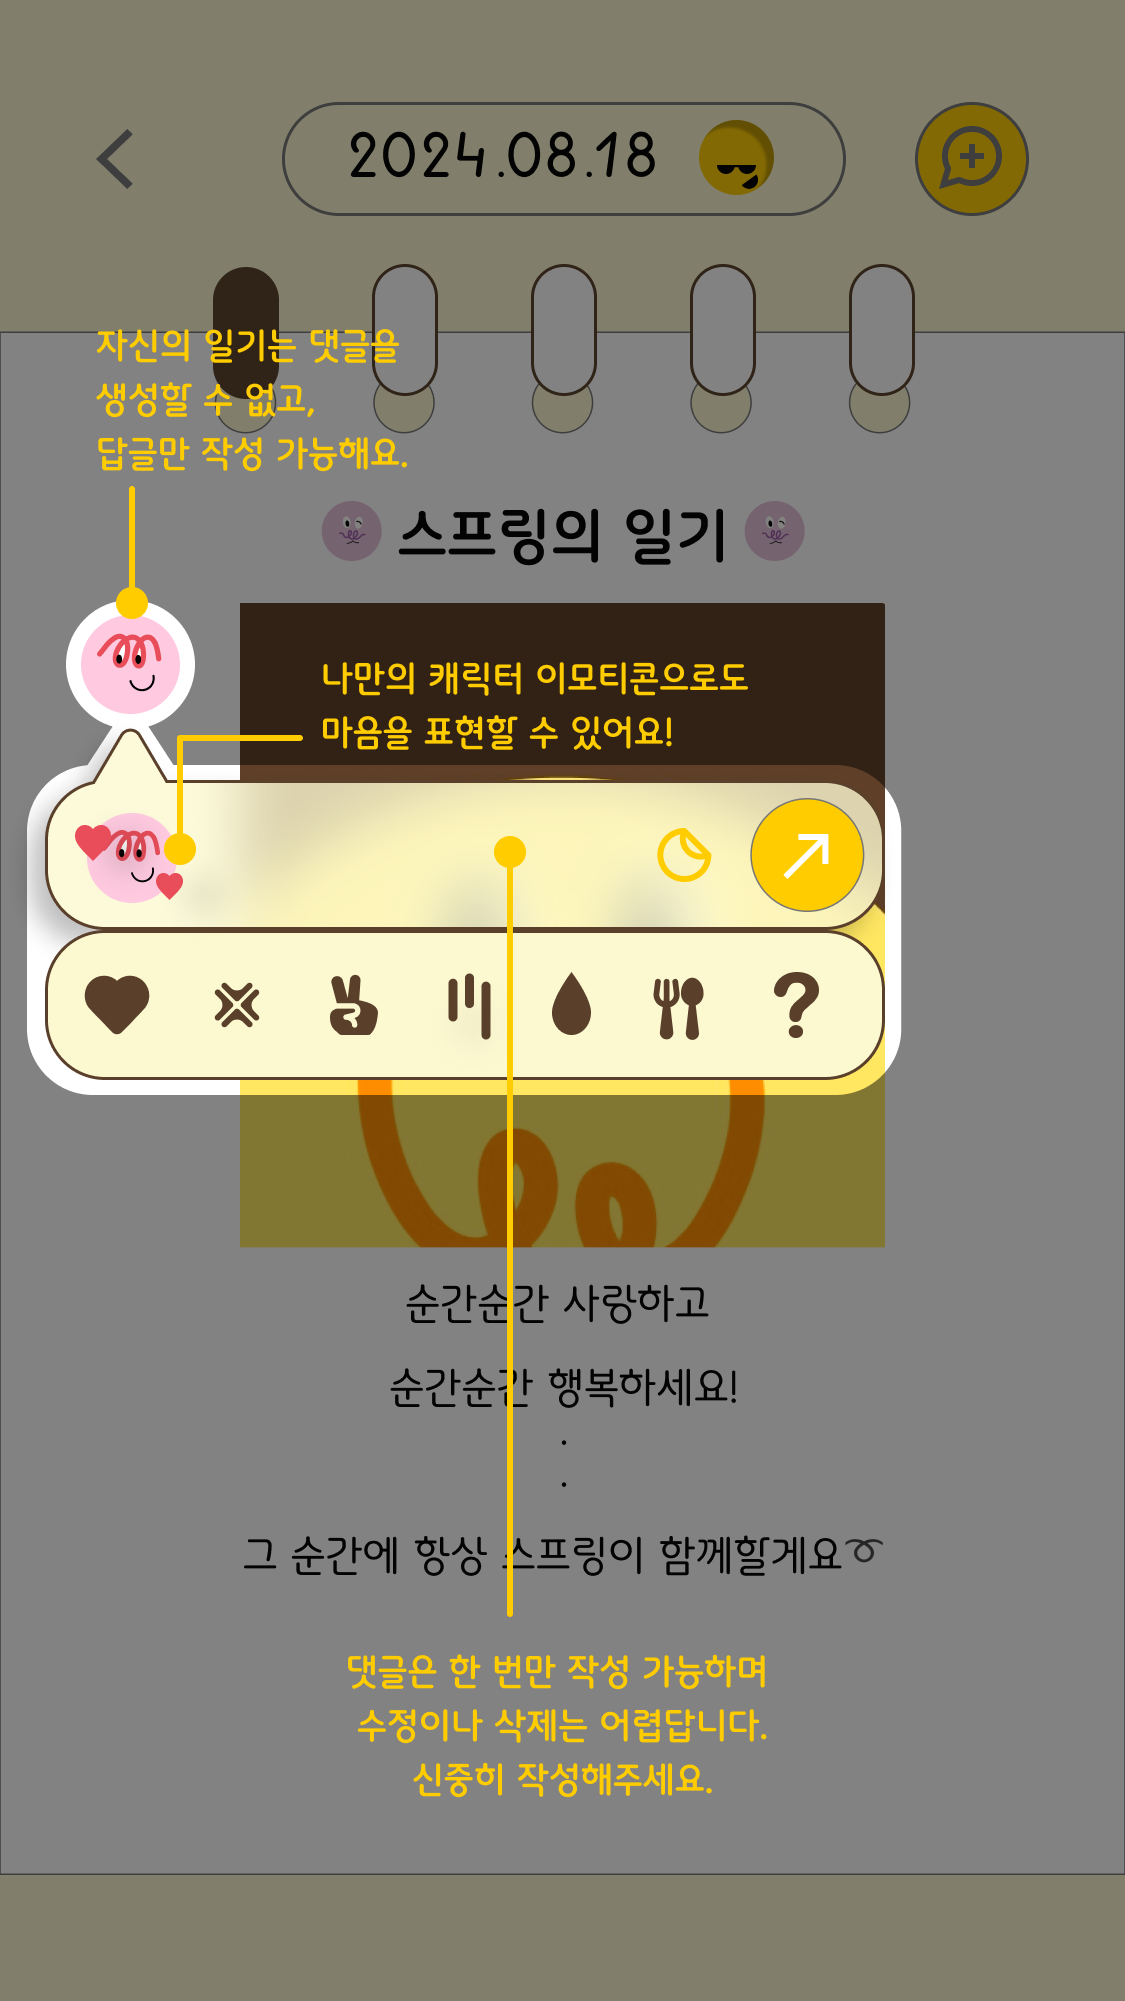 2024.08.18
자신의 일기는 댓글을
생성할 수 없고,
답글만 작성 가능해요.
스프링의 일기
나만의 캐릭터 이모티콘으로도
마음을 표현할 수 있어요!
순간순간 사랑하고
순간순간 행복하세요!
.
.
그 순간에 항상 스프링이 함께할게요➰
댓글은 한 번만 작성 가능하며
수정이나 삭제는 어렵답니다.
신중히 작성해주세요.